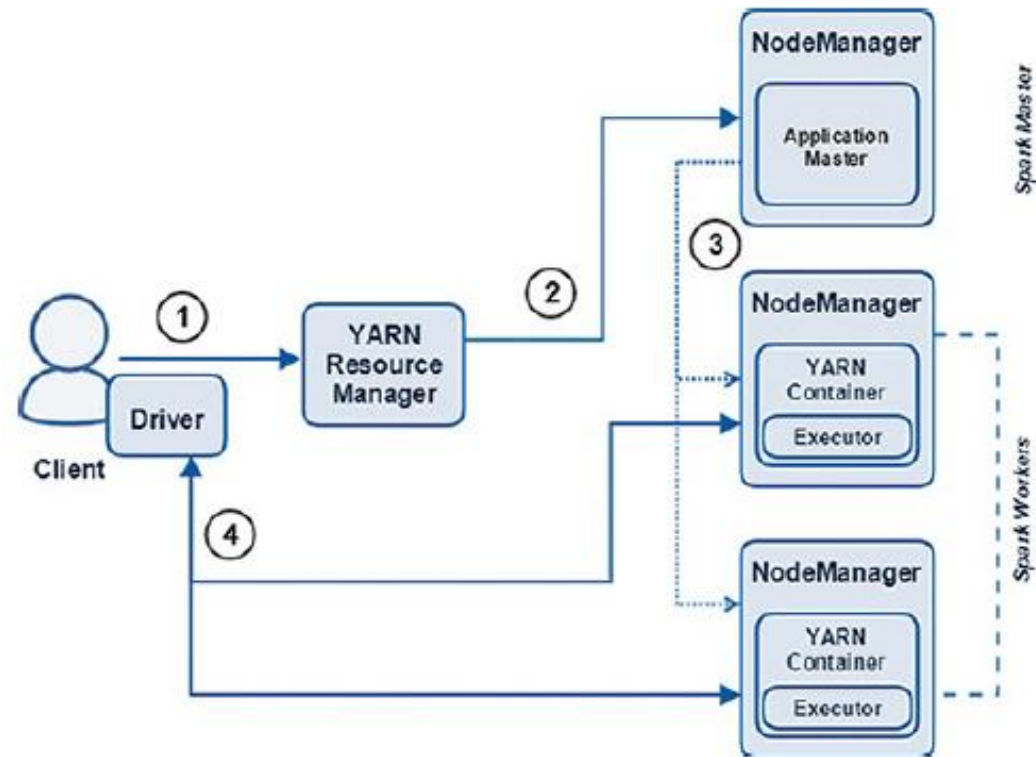 NodeManager
Application
Master
Spark Master
3
2
1
YARN
Resource
Manager
Driver
Client
NodeManager
YARN
Container
Executor
4
Spark Workers
NodeManager
YARN
Container
Executor